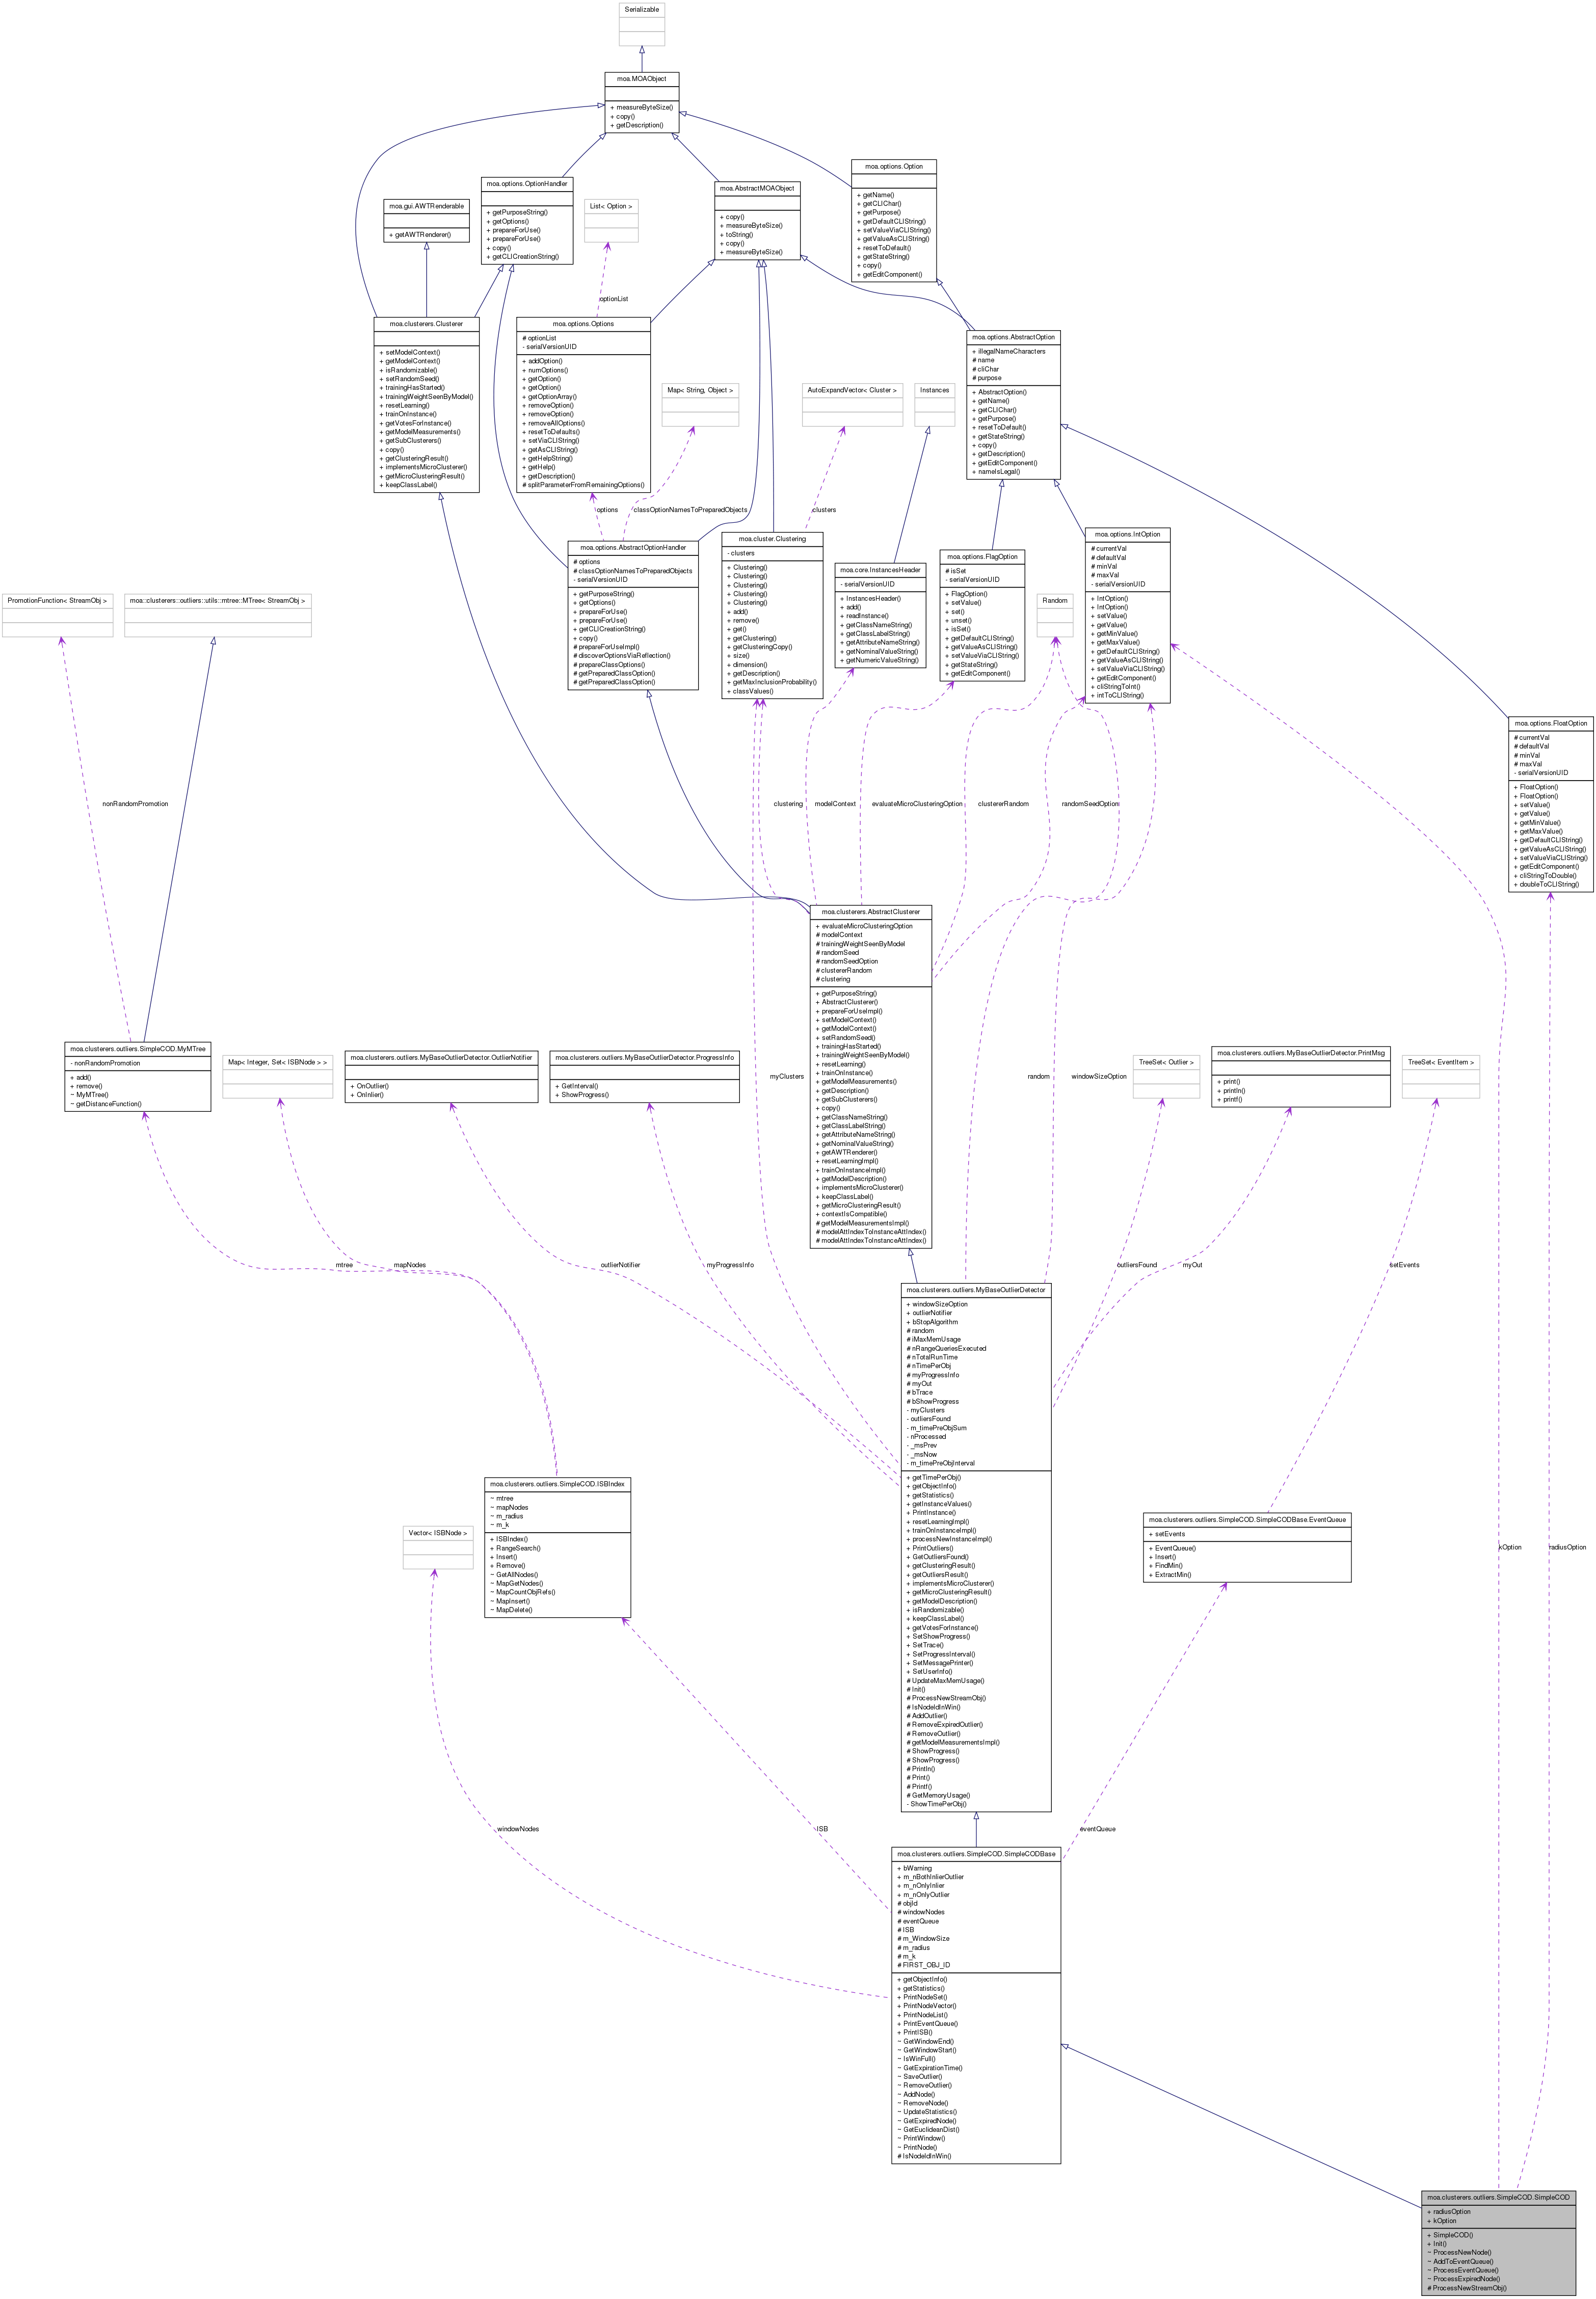 Serializable
moa.MOAObject
+ measureByteSize()
+ copy()
+ getDescription()
moa.options.Option
+ getName()
+ getCLIChar()
+ getPurpose()
+ getDefaultCLIString()
+ setValueViaCLIString()
+ getValueAsCLIString()
+ resetToDefault()
+ getStateString()
+ copy()
+ getEditComponent()
moa.options.OptionHandler
+ getPurposeString()
+ getOptions()
+ prepareForUse()
+ prepareForUse()
+ copy()
+ getCLICreationString()
moa.AbstractMOAObject
+ copy()
+ measureByteSize()
+ toString()
+ copy()
+ measureByteSize()
moa.gui.AWTRenderable
+ getAWTRenderer()
List< Option >
optionList
moa.clusterers.Clusterer
+ setModelContext()
+ getModelContext()
+ isRandomizable()
+ setRandomSeed()
+ trainingHasStarted()
+ trainingWeightSeenByModel()
+ resetLearning()
+ trainOnInstance()
+ getVotesForInstance()
+ getModelMeasurements()
+ getSubClusterers()
+ copy()
+ getClusteringResult()
+ implementsMicroClusterer()
+ getMicroClusteringResult()
+ keepClassLabel()
moa.options.Options
# optionList
- serialVersionUID
+ addOption()
+ numOptions()
+ getOption()
+ getOption()
+ getOptionArray()
+ removeOption()
+ removeOption()
+ removeAllOptions()
+ resetToDefaults()
+ setViaCLIString()
+ getAsCLIString()
+ getHelpString()
+ getHelp()
+ getDescription()
# splitParameterFromRemainingOptions()
moa.options.AbstractOption
+ illegalNameCharacters
# name
# cliChar
# purpose
+ AbstractOption()
+ getName()
+ getCLIChar()
+ getPurpose()
+ resetToDefault()
+ getStateString()
+ copy()
+ getDescription()
+ getEditComponent()
+ nameIsLegal()
Map< String, Object >
AutoExpandVector< Cluster >
Instances
options
classOptionNamesToPreparedObjects
clusters
moa.options.AbstractOptionHandler
# options
# classOptionNamesToPreparedObjects
- serialVersionUID
+ getPurposeString()
+ getOptions()
+ prepareForUse()
+ prepareForUse()
+ getCLICreationString()
+ copy()
# prepareForUseImpl()
# discoverOptionsViaReflection()
# prepareClassOptions()
# getPreparedClassOption()
# getPreparedClassOption()
moa.cluster.Clustering
- clusters
+ Clustering()
+ Clustering()
+ Clustering()
+ Clustering()
+ Clustering()
+ add()
+ remove()
+ get()
+ getClustering()
+ getClusteringCopy()
+ size()
+ dimension()
+ getDescription()
+ getMaxInclusionProbability()
+ classValues()
moa.core.InstancesHeader
- serialVersionUID
+ InstancesHeader()
+ add()
+ readInstance()
+ getClassNameString()
+ getClassLabelString()
+ getAttributeNameString()
+ getNominalValueString()
+ getNumericValueString()
moa.options.FlagOption
# isSet
- serialVersionUID
+ FlagOption()
+ setValue()
+ set()
+ unset()
+ isSet()
+ getDefaultCLIString()
+ getValueAsCLIString()
+ setValueViaCLIString()
+ getStateString()
+ getEditComponent()
Random
moa.options.IntOption
# currentVal
# defaultVal
# minVal
# maxVal
- serialVersionUID
+ IntOption()
+ IntOption()
+ setValue()
+ getValue()
+ getMinValue()
+ getMaxValue()
+ getDefaultCLIString()
+ getValueAsCLIString()
+ setValueViaCLIString()
+ getEditComponent()
+ cliStringToInt()
+ intToCLIString()
PromotionFunction< StreamObj >
moa::clusterers::outliers::utils::mtree::MTree< StreamObj >
moa.options.FloatOption
# currentVal
# defaultVal
# minVal
# maxVal
- serialVersionUID
+ FloatOption()
+ FloatOption()
+ setValue()
+ getValue()
+ getMinValue()
+ getMaxValue()
+ getDefaultCLIString()
+ getValueAsCLIString()
+ setValueViaCLIString()
+ getEditComponent()
+ cliStringToDouble()
+ doubleToCLIString()
nonRandomPromotion
clustering
modelContext
evaluateMicroClusteringOption
clustererRandom
randomSeedOption
moa.clusterers.AbstractClusterer
+ evaluateMicroClusteringOption
# modelContext
# trainingWeightSeenByModel
# randomSeed
# randomSeedOption
# clustererRandom
# clustering
+ getPurposeString()
+ AbstractClusterer()
+ prepareForUseImpl()
+ setModelContext()
+ getModelContext()
+ setRandomSeed()
+ trainingHasStarted()
+ trainingWeightSeenByModel()
+ resetLearning()
+ trainOnInstance()
+ getModelMeasurements()
+ getDescription()
+ getSubClusterers()
+ copy()
+ getClassNameString()
+ getClassLabelString()
+ getAttributeNameString()
+ getNominalValueString()
+ getAWTRenderer()
+ resetLearningImpl()
+ trainOnInstanceImpl()
+ getModelDescription()
+ implementsMicroClusterer()
+ keepClassLabel()
+ getMicroClusteringResult()
+ contextIsCompatible()
# getModelMeasurementsImpl()
# modelAttIndexToInstanceAttIndex()
# modelAttIndexToInstanceAttIndex()
moa.clusterers.outliers.SimpleCOD.MyMTree
- nonRandomPromotion
+ add()
+ remove()
~ MyMTree()
~ getDistanceFunction()
Map< Integer, Set< ISBNode > >
moa.clusterers.outliers.MyBaseOutlierDetector.OutlierNotifier
+ OnOutlier()
+ OnInlier()
moa.clusterers.outliers.MyBaseOutlierDetector.ProgressInfo
+ GetInterval()
+ ShowProgress()
myClusters
random
windowSizeOption
TreeSet< Outlier >
moa.clusterers.outliers.MyBaseOutlierDetector.PrintMsg
+ print()
+ println()
+ printf()
TreeSet< EventItem >
mtree
mapNodes
outlierNotifier
myProgressInfo
outliersFound
myOut
setEvents
moa.clusterers.outliers.MyBaseOutlierDetector
+ windowSizeOption
+ outlierNotifier
+ bStopAlgorithm
# random
# iMaxMemUsage
# nRangeQueriesExecuted
# nTotalRunTime
# nTimePerObj
# myProgressInfo
# myOut
# bTrace
# bShowProgress
- myClusters
- outliersFound
- m_timePreObjSum
- nProcessed
- _msPrev
- _msNow
- m_timePreObjInterval
+ getTimePerObj()
+ getObjectInfo()
+ getStatistics()
+ getInstanceValues()
+ PrintInstance()
+ resetLearningImpl()
+ trainOnInstanceImpl()
+ processNewInstanceImpl()
+ PrintOutliers()
+ GetOutliersFound()
+ getClusteringResult()
+ getOutliersResult()
+ implementsMicroClusterer()
+ getMicroClusteringResult()
+ getModelDescription()
+ isRandomizable()
+ keepClassLabel()
+ getVotesForInstance()
+ SetShowProgress()
+ SetTrace()
+ SetProgressInterval()
+ SetMessagePrinter()
+ SetUserInfo()
# UpdateMaxMemUsage()
# Init()
# ProcessNewStreamObj()
# IsNodeIdInWin()
# AddOutlier()
# RemoveExpiredOutlier()
# RemoveOutlier()
# getModelMeasurementsImpl()
# ShowProgress()
# ShowProgress()
# Println()
# Print()
# Printf()
# GetMemoryUsage()
- ShowTimePerObj()
moa.clusterers.outliers.SimpleCOD.ISBIndex
~ mtree
~ mapNodes
~ m_radius
~ m_k
+ ISBIndex()
+ RangeSearch()
+ Insert()
+ Remove()
~ GetAllNodes()
~ MapGetNodes()
~ MapCountObjRefs()
~ MapInsert()
~ MapDelete()
Vector< ISBNode >
moa.clusterers.outliers.SimpleCOD.SimpleCODBase.EventQueue
+ setEvents
+ EventQueue()
+ Insert()
+ FindMin()
+ ExtractMin()
kOption
radiusOption
windowNodes
ISB
eventQueue
moa.clusterers.outliers.SimpleCOD.SimpleCODBase
+ bWarning
+ m_nBothInlierOutlier
+ m_nOnlyInlier
+ m_nOnlyOutlier
# objId
# windowNodes
# eventQueue
# ISB
# m_WindowSize
# m_radius
# m_k
# FIRST_OBJ_ID
+ getObjectInfo()
+ getStatistics()
+ PrintNodeSet()
+ PrintNodeVector()
+ PrintNodeList()
+ PrintEventQueue()
+ PrintISB()
~ GetWindowEnd()
~ GetWindowStart()
~ IsWinFull()
~ GetExpirationTime()
~ SaveOutlier()
~ RemoveOutlier()
~ AddNode()
~ RemoveNode()
~ UpdateStatistics()
~ GetExpiredNode()
~ GetEuclideanDist()
~ PrintWindow()
~ PrintNode()
# IsNodeIdInWin()
moa.clusterers.outliers.SimpleCOD.SimpleCOD
+ radiusOption
+ kOption
+ SimpleCOD()
+ Init()
~ ProcessNewNode()
~ AddToEventQueue()
~ ProcessEventQueue()
~ ProcessExpiredNode()
# ProcessNewStreamObj()